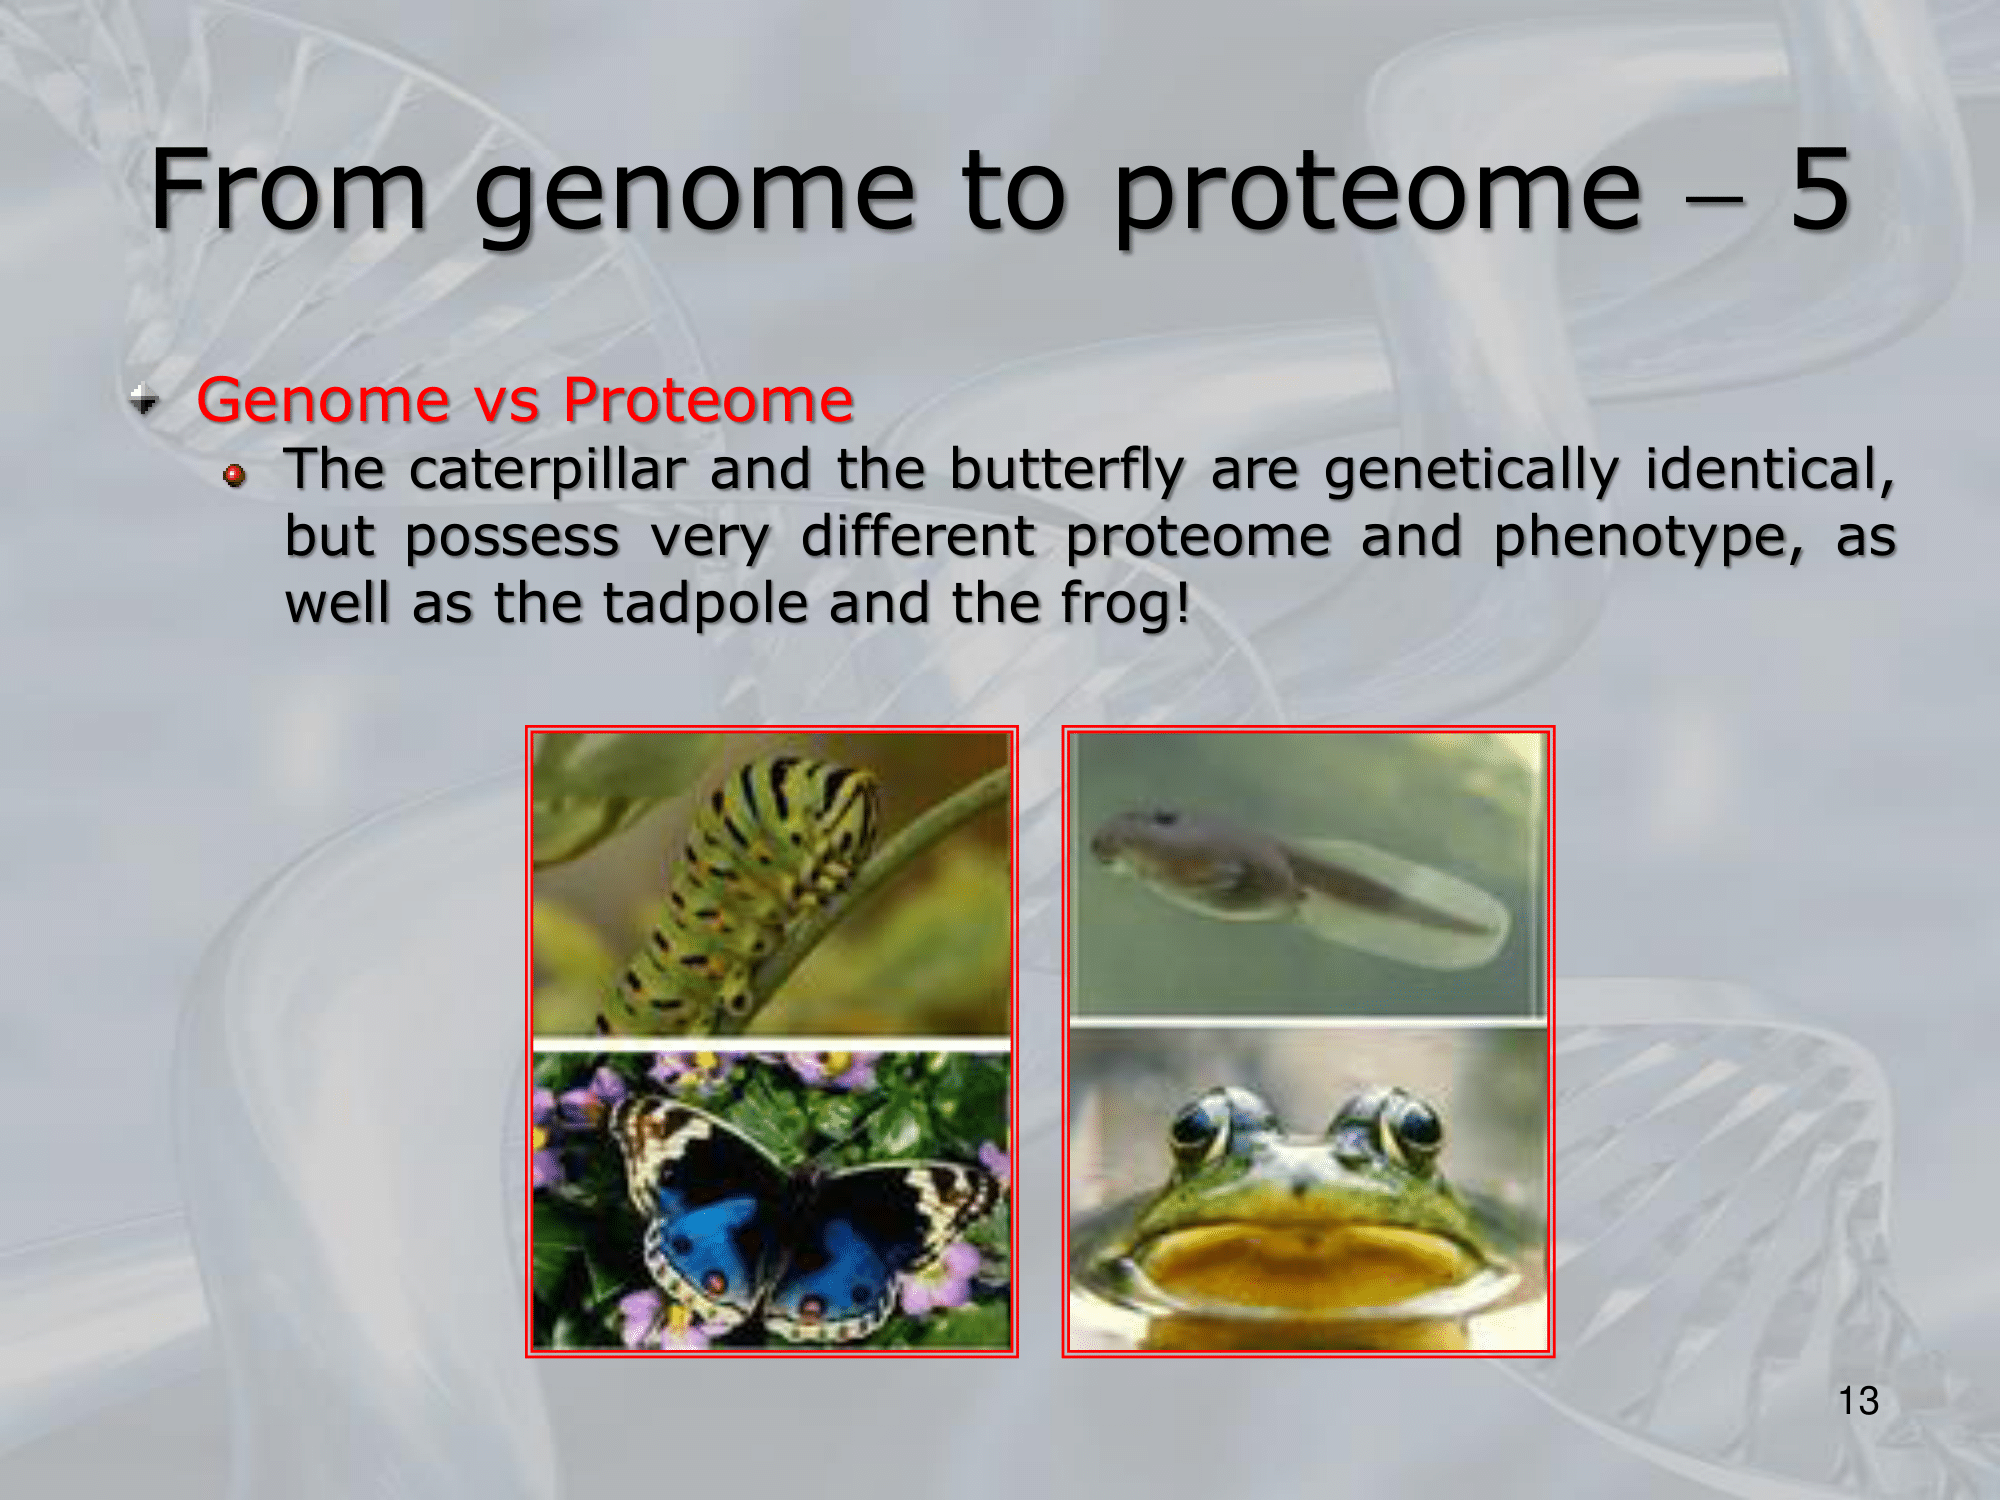 From genome to proteome – 5
Genome vs Proteome
The caterpillar and the butterfly are genetically identical,
but possess very different proteome and phenotype, as
well as the tadpole and the frog!
13